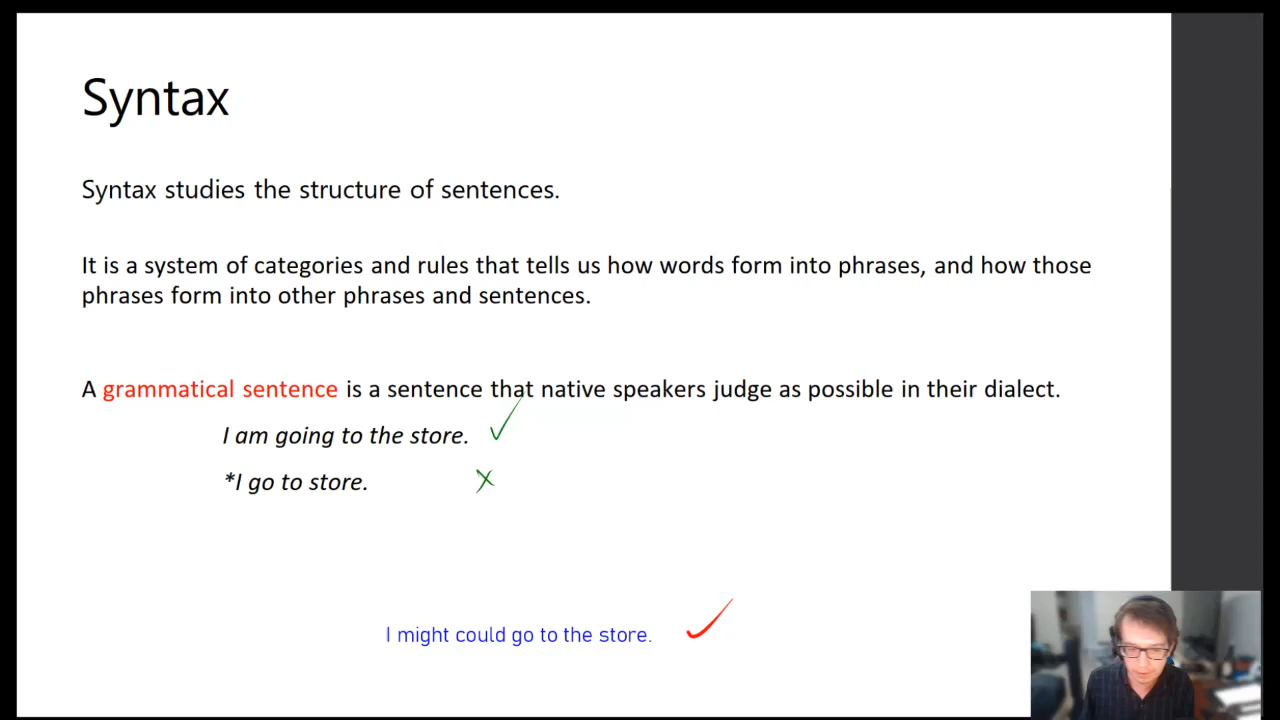 Syntax
Syntax studies the structure of sentences.
It is a system of categories and rules that tells us how words form into phrases, and how those
phrases form into other phrases and sentences.
A grammatical sentence is a sentence that native speakers judge as possible in their dialect.
I am going to the store. ✓
*I go to store. X
I might could go to the store. ✓